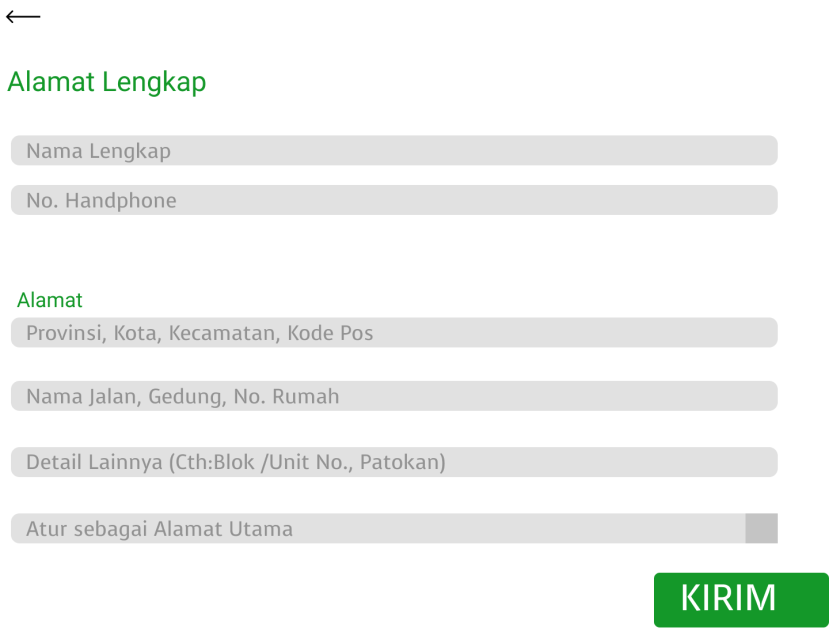 Alamat Lengkap
Nama Lengkap
No. Handphone
Alamat
Provinsi, Kota, Kecamatan, Kode Pos
Nama Jalan, Gedung, No. Rumah
Detail Lainnya (Cth:Blok /Unit No., Patokan)
Atur sebagai Alamat Utama
KIRIM